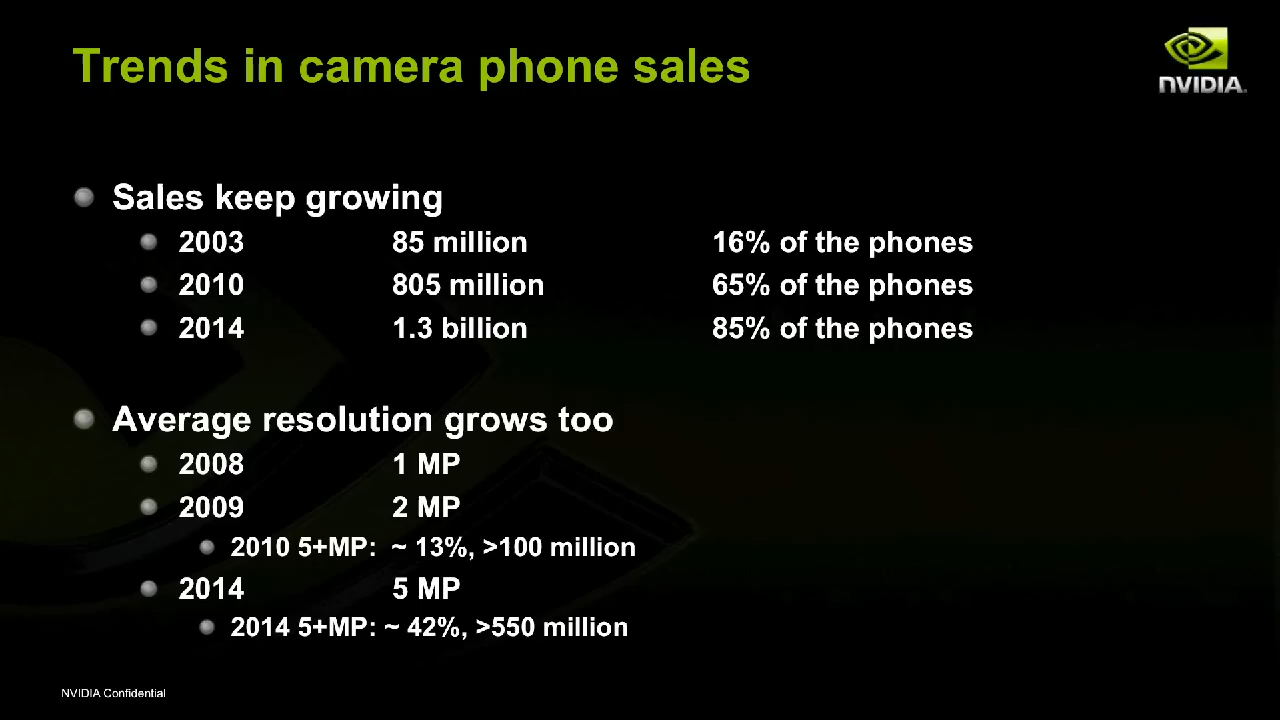 Trends in camera phone sales
NVIDIA
Sales keep growing
2003 85 million 16% of the phones
2010 805 million 65% of the phones
2014 1.3 billion 85% of the phones
Average resolution grows too
2008 1 MP
2009 2 MP
2010 5+MP: ~ 13%, >100 million
2014 5 MP
2014 5+MP: ~ 42%, >550 million
NVIDIA Confidential